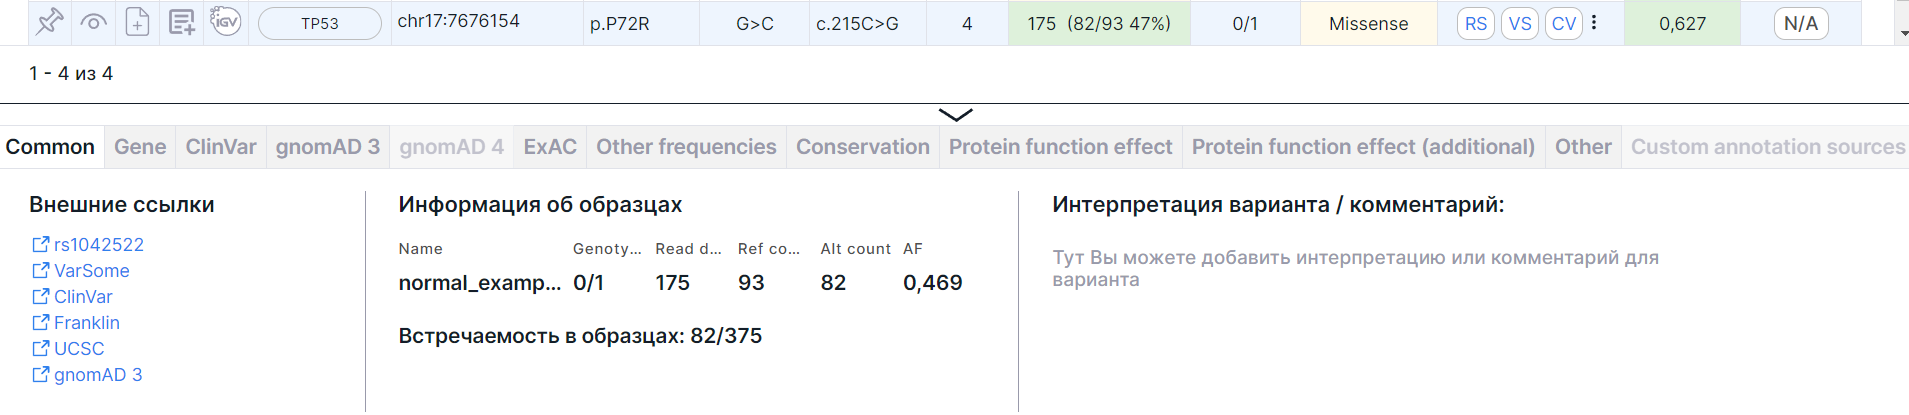 IGV TP53 chr17:7676154 p.P72R G>C c.215C>G 4 175 (82/93 47%) 0/1 Missense RS VS CV 0,627 N/A
1 - 4 из 4
Common Gene ClinVar gnomAD 3 gnomAD 4 ExAC Other frequencies Conservation Protein function effect Protein function effect (additional) Other Custom annotation sources
Внешние ссылки
rs1042522
VarSome
ClinVar
Franklin
UCSC
gnomAD 3
Информация об образцах
Name Genoty... Read d... Ref co... Alt count AF
normal_examp... 0/1 175 93 82 0,469
Встречаемость в образцах: 82/375
Интерпретация варианта / комментарий:
Тут Вы можете добавить интерпретацию или комментарий для
варианта